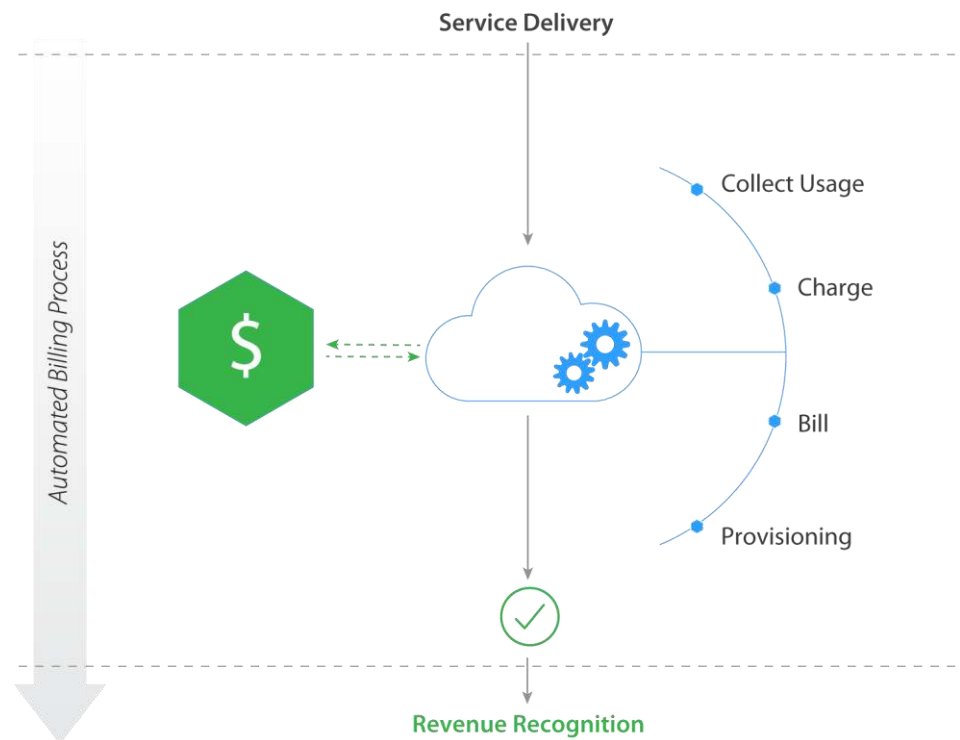 Service Delivery
Collect Usage
Charge
Automated Billing Process
$
Bill
Provisioning
Revenue Recognition